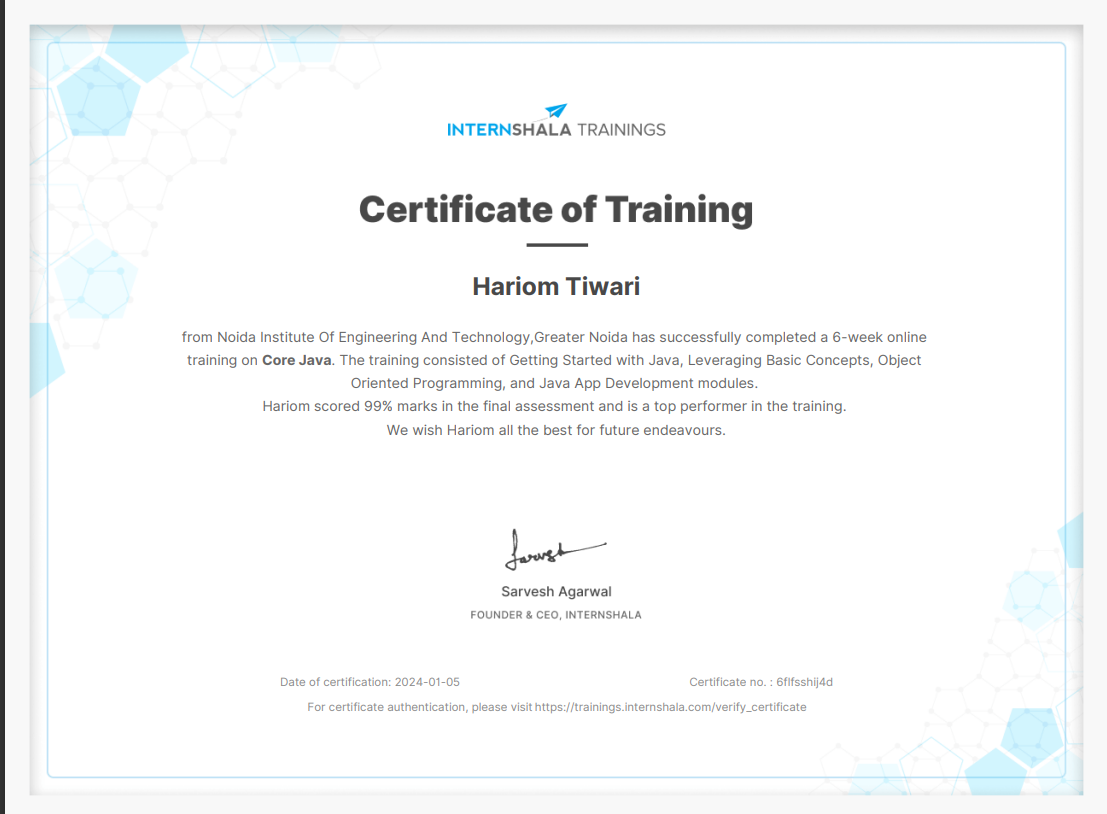 INTERNSHALA TRAININGS
Certificate of Training
Hariom Tiwari
from Noida Institute Of Engineering And Technology,Greater Noida has successfully completed a 6-week online
training on Core Java. The training consisted of Getting Started with Java, Leveraging Basic Concepts, Object
Oriented Programming, and Java App Development modules.
Hariom scored 99% marks in the final assessment and is a top performer in the training.
We wish Hariom all the best for future endeavours.
Sarvesh
Sarvesh Agarwal
FOUNDER & CEO, INTERNSHALA
Date of certification: 2024-01-05 Certificate no. : 6flfsshij4d
For certificate authentication, please visit https://trainings.internshala.com/verify_certificate